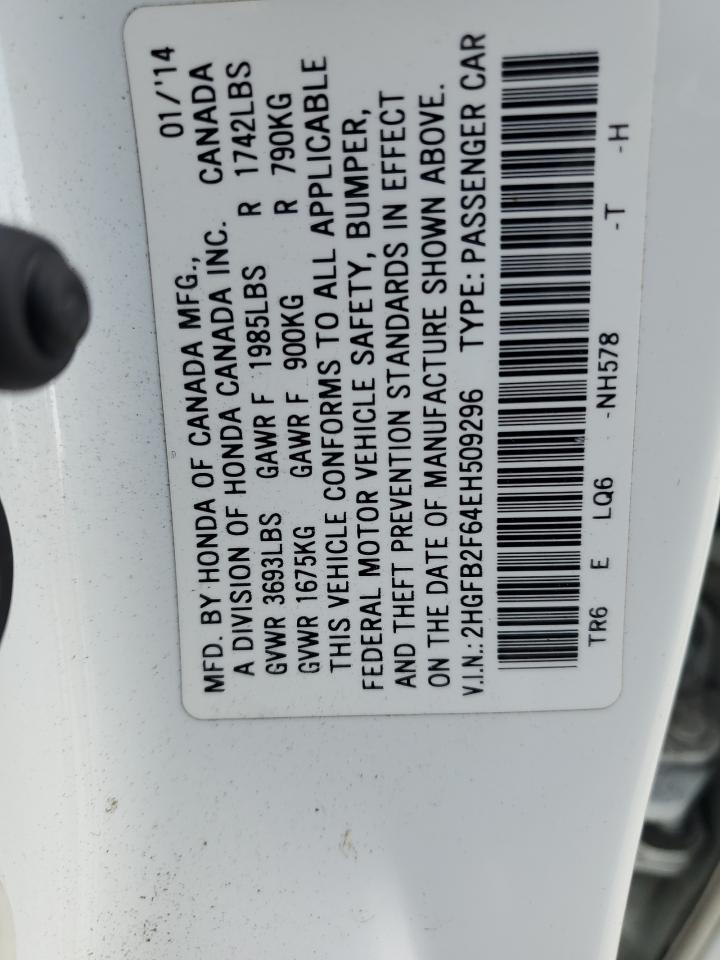 MFD. BY HONDA OF CANADA MFG., 01/'14
A DIVISION OF HONDA CANADA INC. CANADA
GVWR 3693LBS GAWR F 1985LBS R 1742LBS
GVWR 1675KG GAWR F 900KG R 790KG
THIS VEHICLE CONFORMS TO ALL APPLICABLE
FEDERAL MOTOR VEHICLE SAFETY, BUMPER,
AND THEFT PREVENTION STANDARDS IN EFFECT
ON THE DATE OF MANUFACTURE SHOWN ABOVE.
V.I.N.: 2HGFB2F64EH509296 TYPE: PASSENGER CAR
TR6 E LQ6 -NH578 -T -H